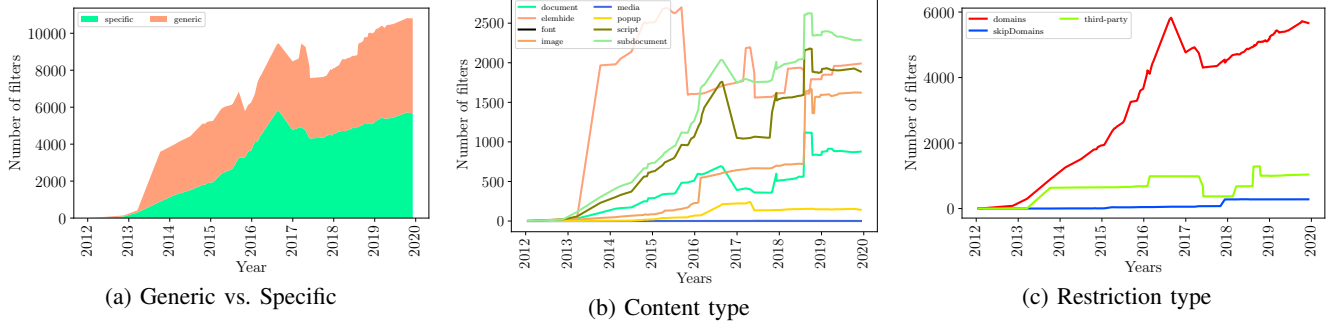 specific generic
Number of filters
10000
8000
6000
4000
2000
0
2012 2013 2014 2015 2016 2017 2018 2019 2020
Year
(a) Generic vs. Specific
document media
elemhide popup
font script
image subdocument
Number of filters
2500
2000
1500
1000
500
0
2012 2013 2014 2015 2016 2017 2018 2019 2020
Years
(b) Content type
domains third-party
skipDomains
Number of filters
6000
4000
2000
0
2012 2013 2014 2015 2016 2017 2018 2019 2020
Years
(c) Restriction type